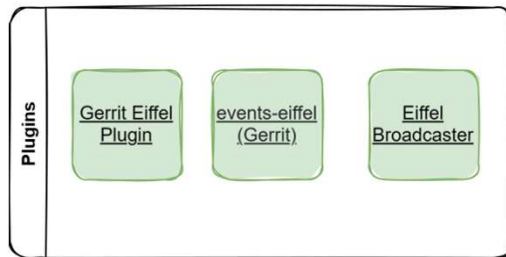 Plugins
Gerrit Eiffel
Plugin
events-eiffel
(Gerrit)
Eiffel
Broadcaster